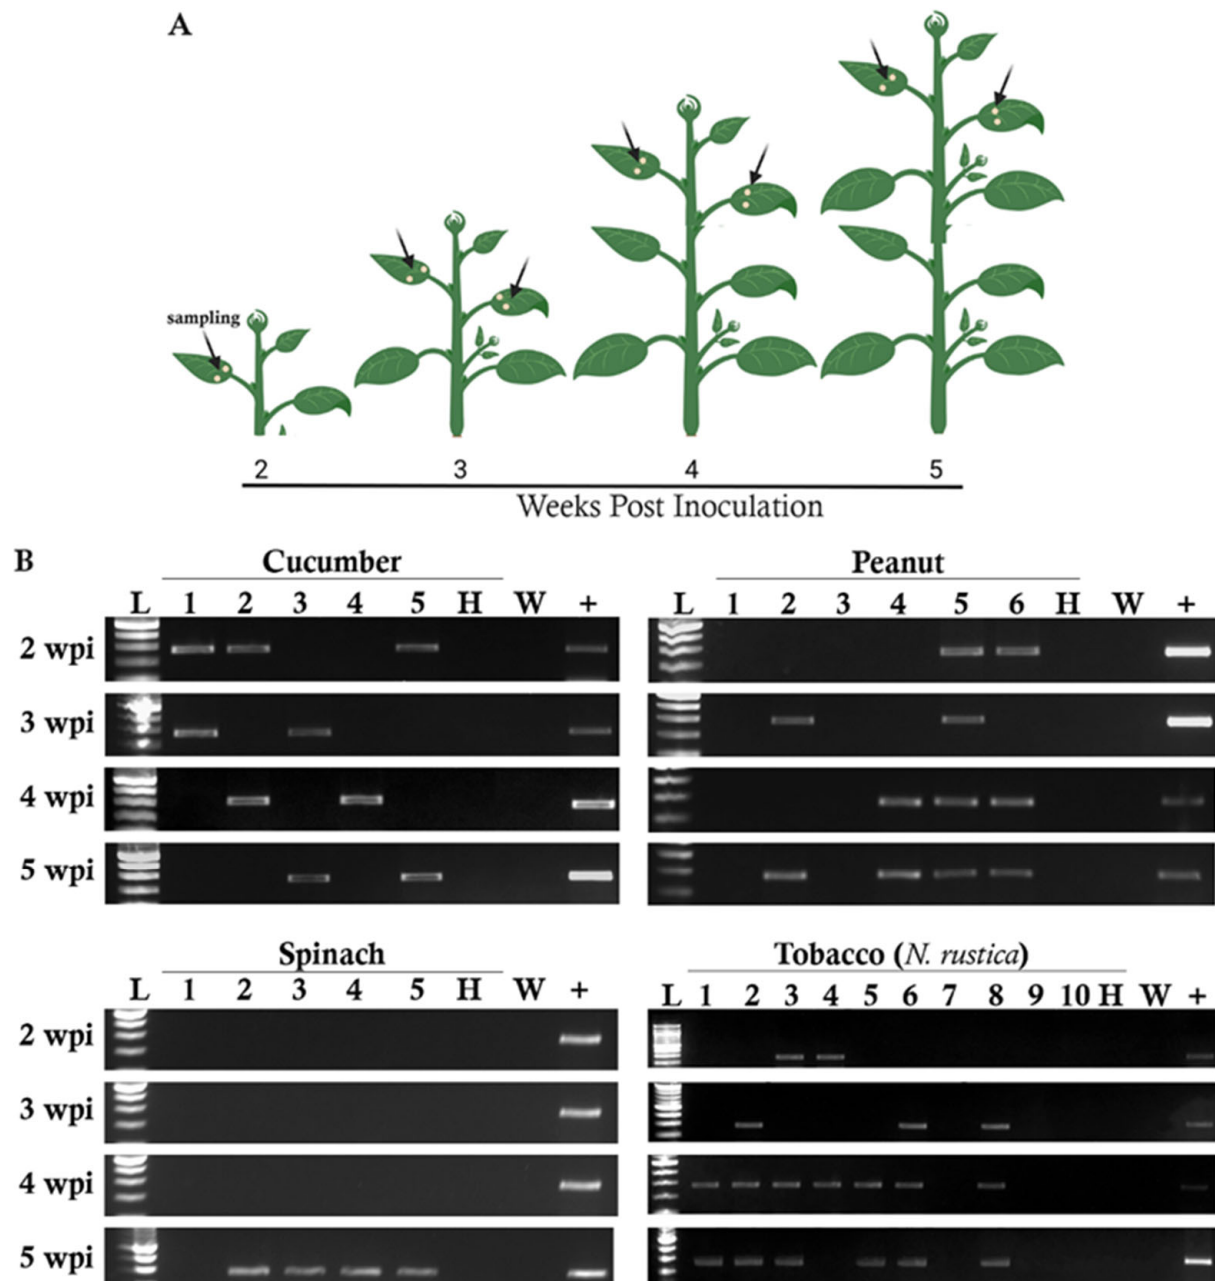 A
sampling
2 3 4 5
Weeks Post Inoculation
B
Cucumber
L 1 2 3 4 5 H W +
2 wpi
3 wpi
4 wpi
5 wpi
Peanut
L 1 2 3 4 5 6 H W +
Spinach
L 1 2 3 4 5 H W +
2 wpi
3 wpi
4 wpi
5 wpi
Tobacco (N. rustica)
L 1 2 3 4 5 6 7 8 9 10 H W +